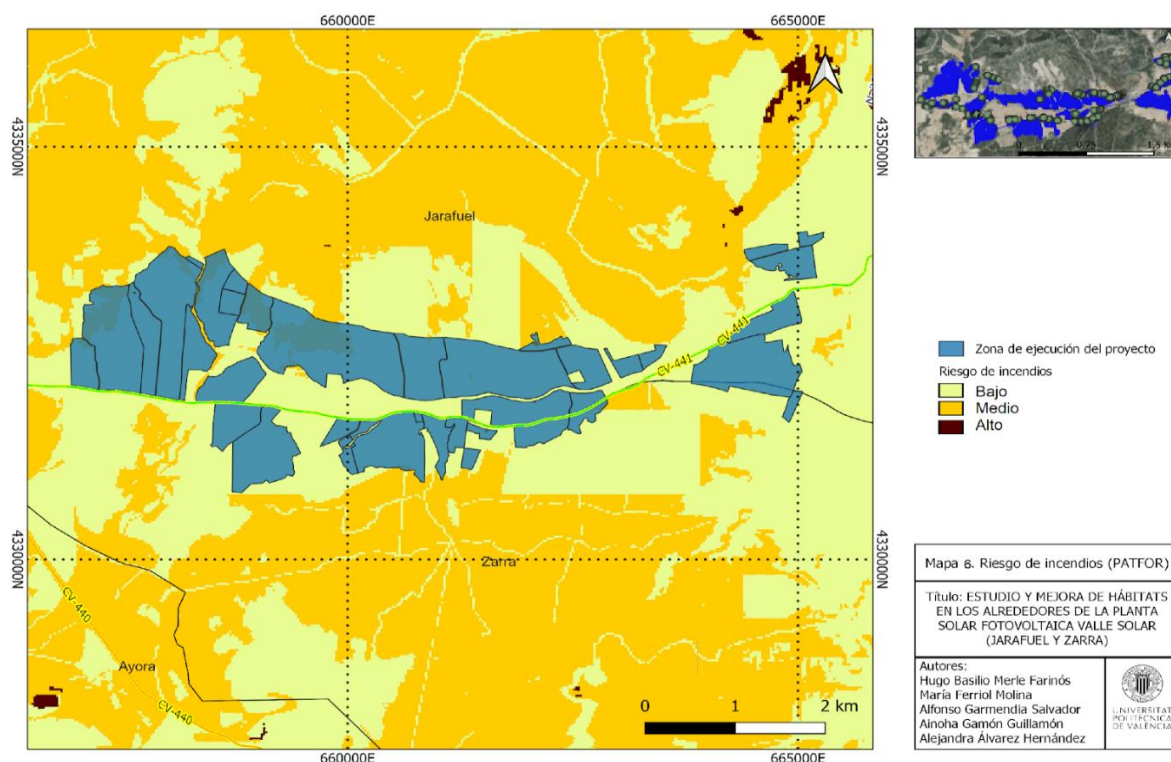 660000E
665000E
4335000N
4335000N
Jarafuel
CV-441
CV-441
4330000N
4330000N
Zarra
CV-440
Ayora
CV-440
0 1 2 km
660000E
665000E
0 0.75 1.5 k
Zona de ejecución del proyecto
Riesgo de incendios
Bajo
Medio
Alto
Mapa 6. Riesgo de incendios (PATFOR)
Título: ESTUDIO Y MEJORA DE HÁBITATS
EN LOS ALREDEDORES DE LA PLANTA
SOLAR FOTOVOLTAICA VALLE SOLAR
(JARAFUEL Y ZARRA)
Autores:
Hugo Basilio Merle Farinós
María Ferriol Molina
Alfonso Garmendia Salvador
Ainoha Gamón Guillamón
Alejandra Álvarez Hernández
UNIVERSITAT
POLITÈCNICA
DE VALÈNCIA